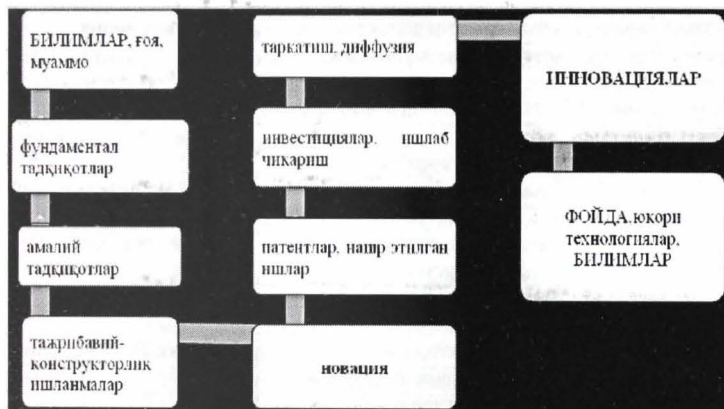 БИЛИМЛАР, ғоя,
муаммо
фундаментал
тадқиқотлар
амалий
тадқиқотлар
тажрибавий-
конструкторлик
ишланмалар
новация
патентлар, нашр этилган
ишлар
инвестициялар, ишлаб
чиқариш
таркатиш, диффузия
ИННОВАЦИЯЛАР
ФОЙДА, юқори
технологиялар,
БИЛИМЛАР